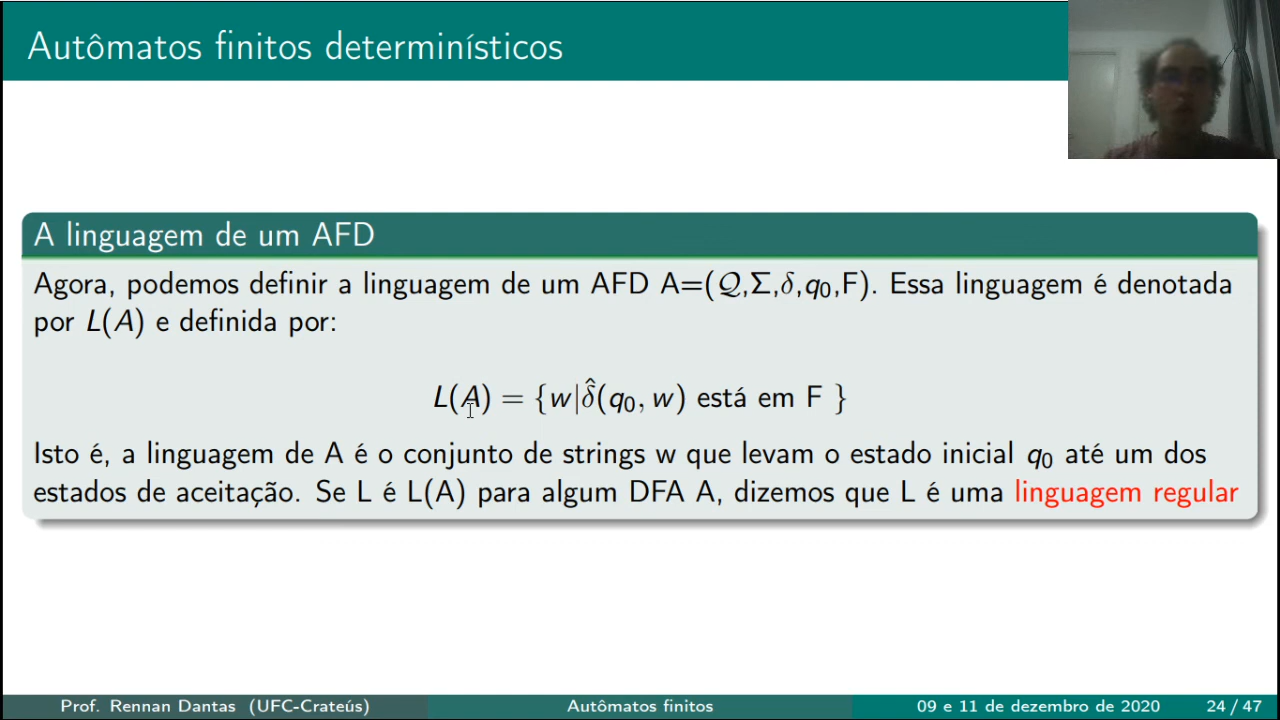 Autômatos finitos determinísticos
A linguagem de um AFD
Agora, podemos definir a linguagem de um AFD A=(𝒬,Σ,δ,q₀,F). Essa linguagem é denotada
por L(A) e definida por:
L(A) = {w|δ̂(q₀, w) está em F }
Isto é, a linguagem de A é o conjunto de strings w que levam o estado inicial q₀ até um dos
estados de aceitação. Se L é L(A) para algum DFA A, dizemos que L é uma linguagem regular
Prof. Rennan Dantas (UFC-Crateús) Autômatos finitos 09 e 11 de dezembro de 2020 24 / 47